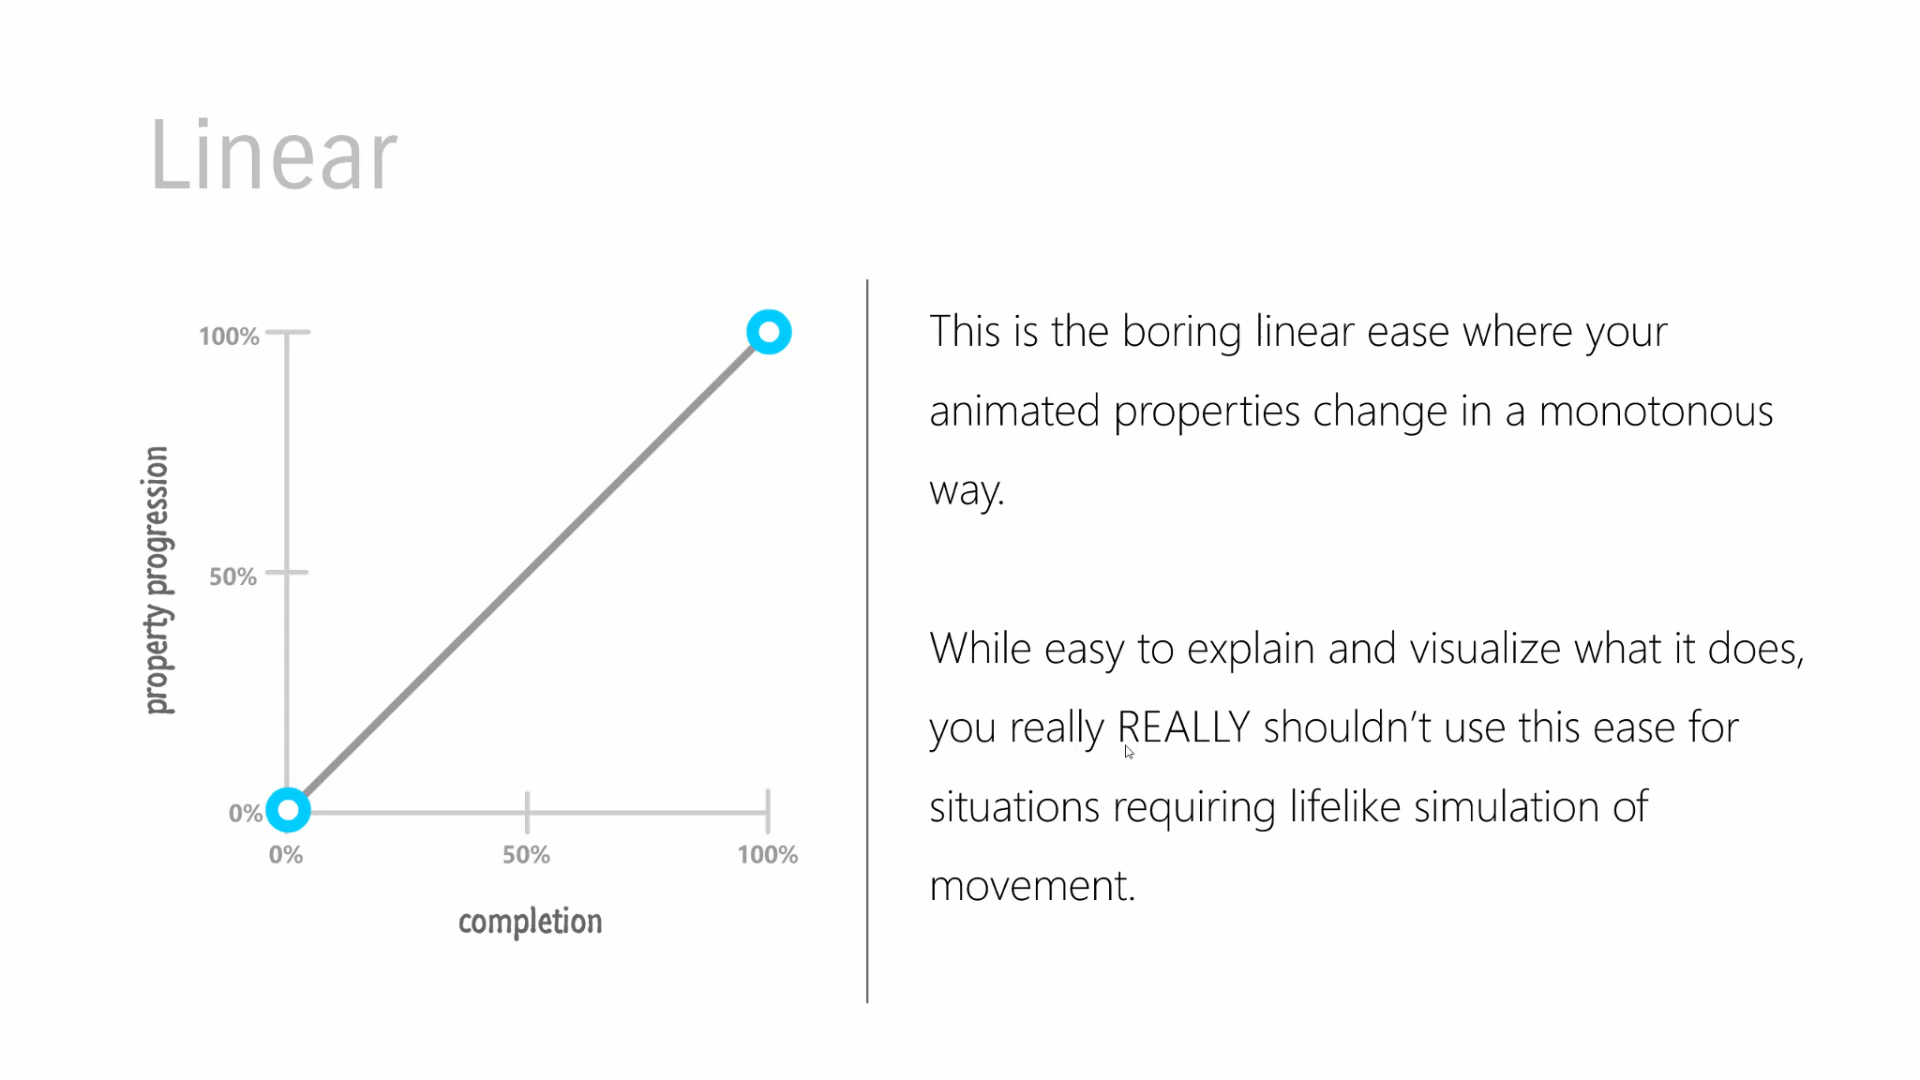 Linear
100%
50%
0%
property progression
0%
50%
100%
completion
This is the boring linear ease where your
animated properties change in a monotonous
way.
While easy to explain and visualize what it does,
you really REALLY shouldn’t use this ease for
situations requiring lifelike simulation of
movement.